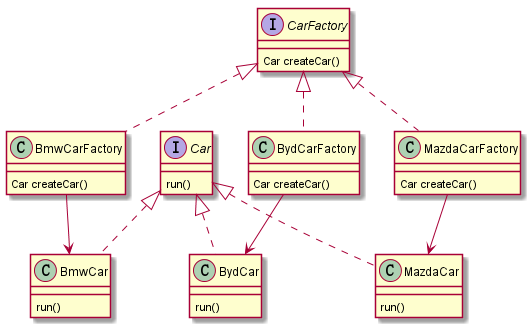 I CarFactory
Car createCar()
C BmwCarFactory
Car createCar()
I Car
run()
C BydCarFactory
Car createCar()
C MazdaCarFactory
Car createCar()
C BmwCar
run()
C BydCar
run()
C MazdaCar
run()